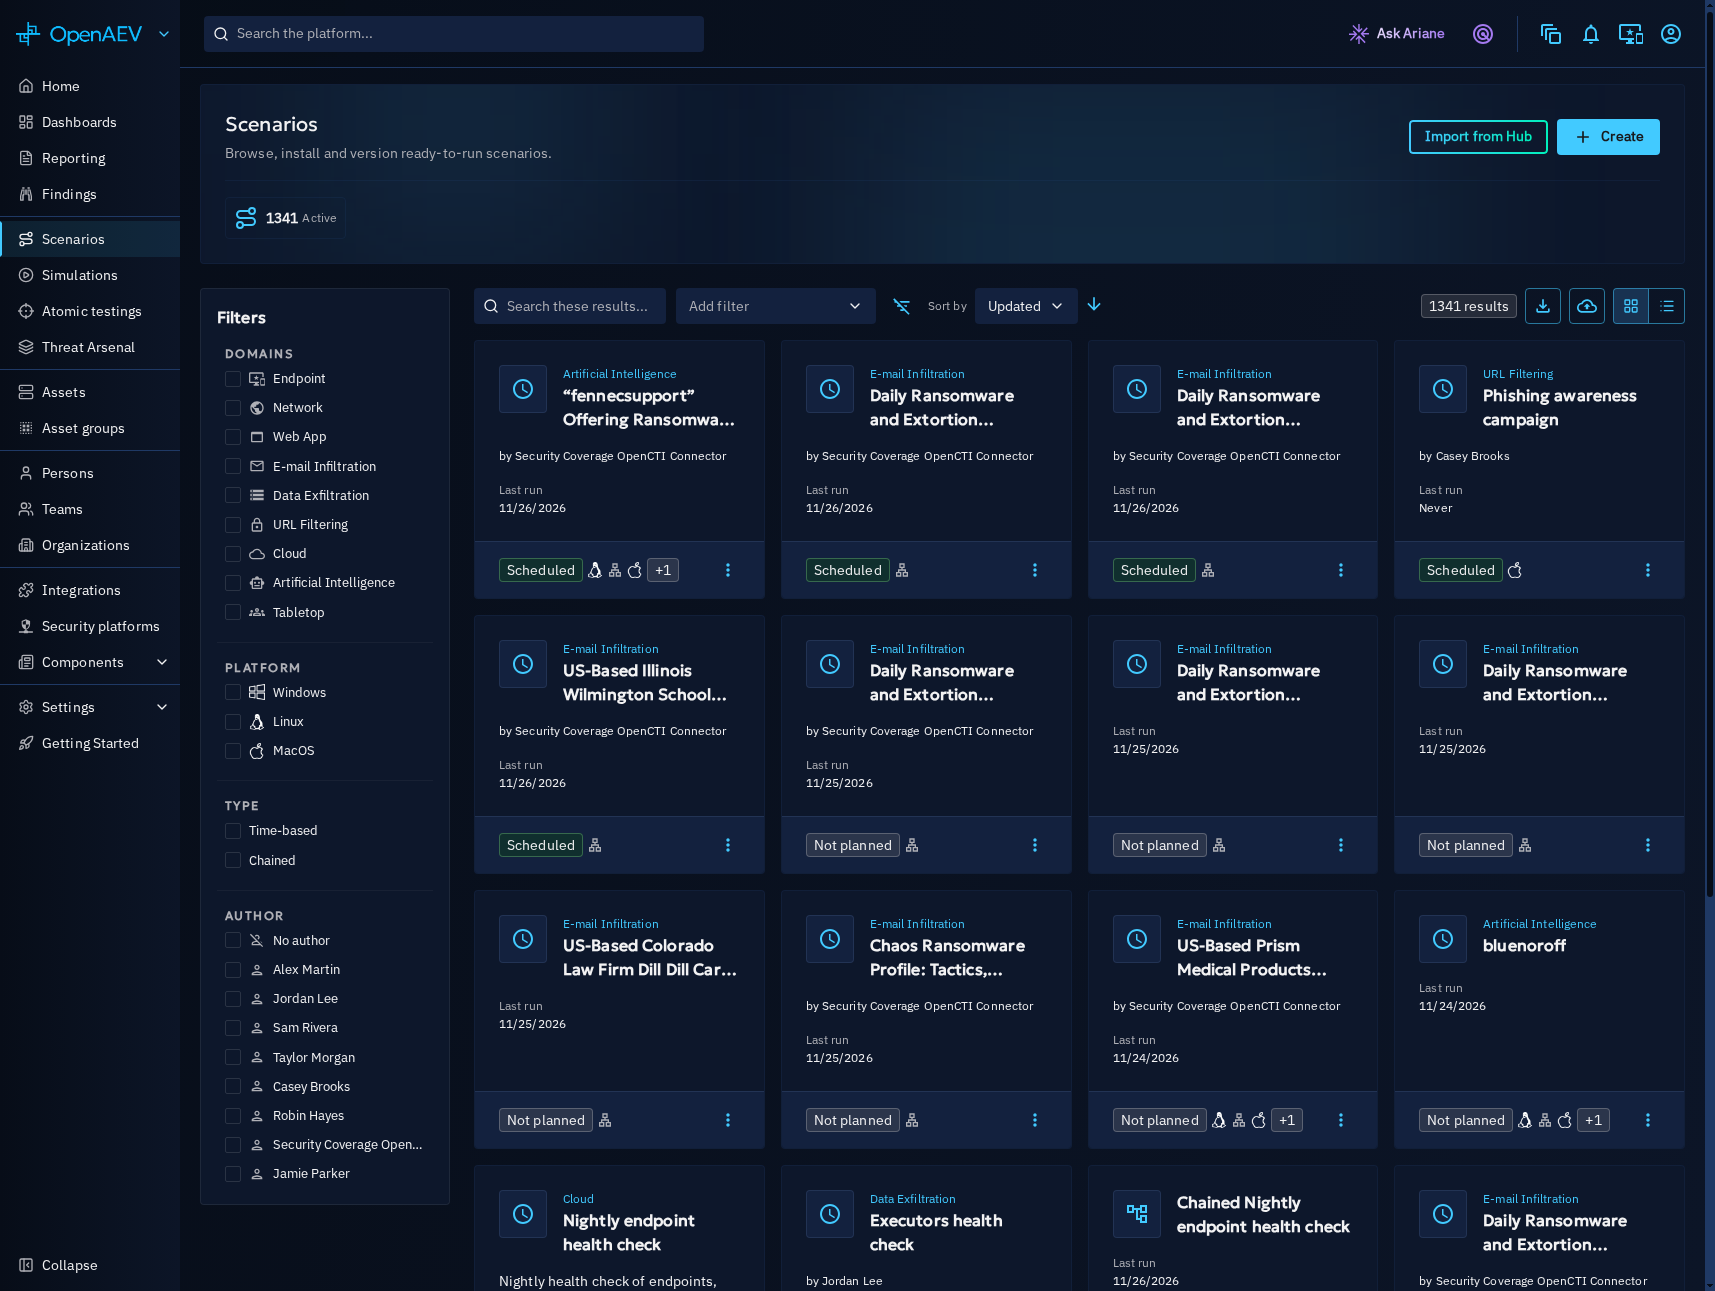 OpenAEV
Search the platform...
Ask Ariane
Home
Dashboards
Reporting
Findings
Scenarios
Simulations
Atomic testings
Threat Arsenal
Assets
Asset groups
Persons
Teams
Organizations
Integrations
Security platforms
Components
Settings
Getting Started
Collapse
Scenarios
Browse, install and version ready-to-run scenarios.
Import from Hub
Create
1341 Active
Filters
DOMAINS
Endpoint
Network
Web App
E-mail Infiltration
Data Exfiltration
URL Filtering
Cloud
Artificial Intelligence
Tabletop
PLATFORM
Windows
Linux
MacOS
TYPE
Time-based
Chained
AUTHOR
No author
Alex Martin
Jordan Lee
Sam Rivera
Taylor Morgan
Casey Brooks
Robin Hayes
Security Coverage Open...
Jamie Parker
Search these results...
Add filter
Sort by
Updated
1341 results
Artificial Intelligence
“fennecsupport”
Offering Ransomwa...
by Security Coverage OpenCTI Connector
Last run
11/26/2026
Scheduled
+1
E-mail Infiltration
Daily Ransomware
and Extortion...
by Security Coverage OpenCTI Connector
Last run
11/26/2026
Scheduled
E-mail Infiltration
Daily Ransomware
and Extortion...
by Security Coverage OpenCTI Connector
Last run
11/26/2026
Scheduled
URL Filtering
Phishing awareness
campaign
by Casey Brooks
Last run
Never
Scheduled
E-mail Infiltration
US-Based Illinois
Wilmington School...
by Security Coverage OpenCTI Connector
Last run
11/26/2026
Scheduled
E-mail Infiltration
Daily Ransomware
and Extortion...
by Security Coverage OpenCTI Connector
Last run
11/25/2026
Not planned
E-mail Infiltration
Daily Ransomware
and Extortion...
Last run
11/25/2026
Not planned
E-mail Infiltration
Daily Ransomware
and Extortion...
Last run
11/25/2026
Not planned
E-mail Infiltration
US-Based Colorado
Law Firm Dill Dill Car...
Last run
11/25/2026
Not planned
E-mail Infiltration
Chaos Ransomware
Profile: Tactics,...
by Security Coverage OpenCTI Connector
Last run
11/25/2026
Not planned
E-mail Infiltration
US-Based Prism
Medical Products...
by Security Coverage OpenCTI Connector
Last run
11/24/2026
Not planned
+1
Artificial Intelligence
bluenoroff
Last run
11/24/2026
Not planned
+1
Cloud
Nightly endpoint
health check
Nightly health check of endpoints,
Data Exfiltration
Executors health
check
by Jordan Lee
Chained Nightly
endpoint health check
Last run
11/26/2026
E-mail Infiltration
Daily Ransomware
and Extortion...
by Security Coverage OpenCTI Connector